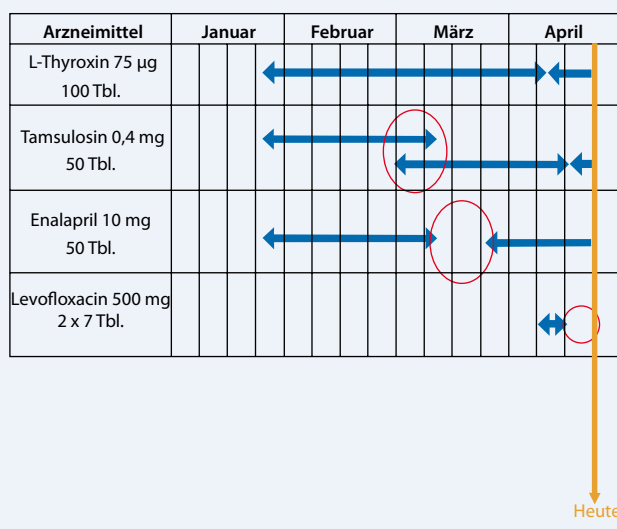 Arzneimittel Januar Februar März April
L-Thyroxin 75 µg
100 Tbl.
Tamsulosin 0,4 mg
50 Tbl.
Enalapril 10 mg
50 Tbl.
Levofloxacin 500 mg
2 x 7 Tbl.
Heute